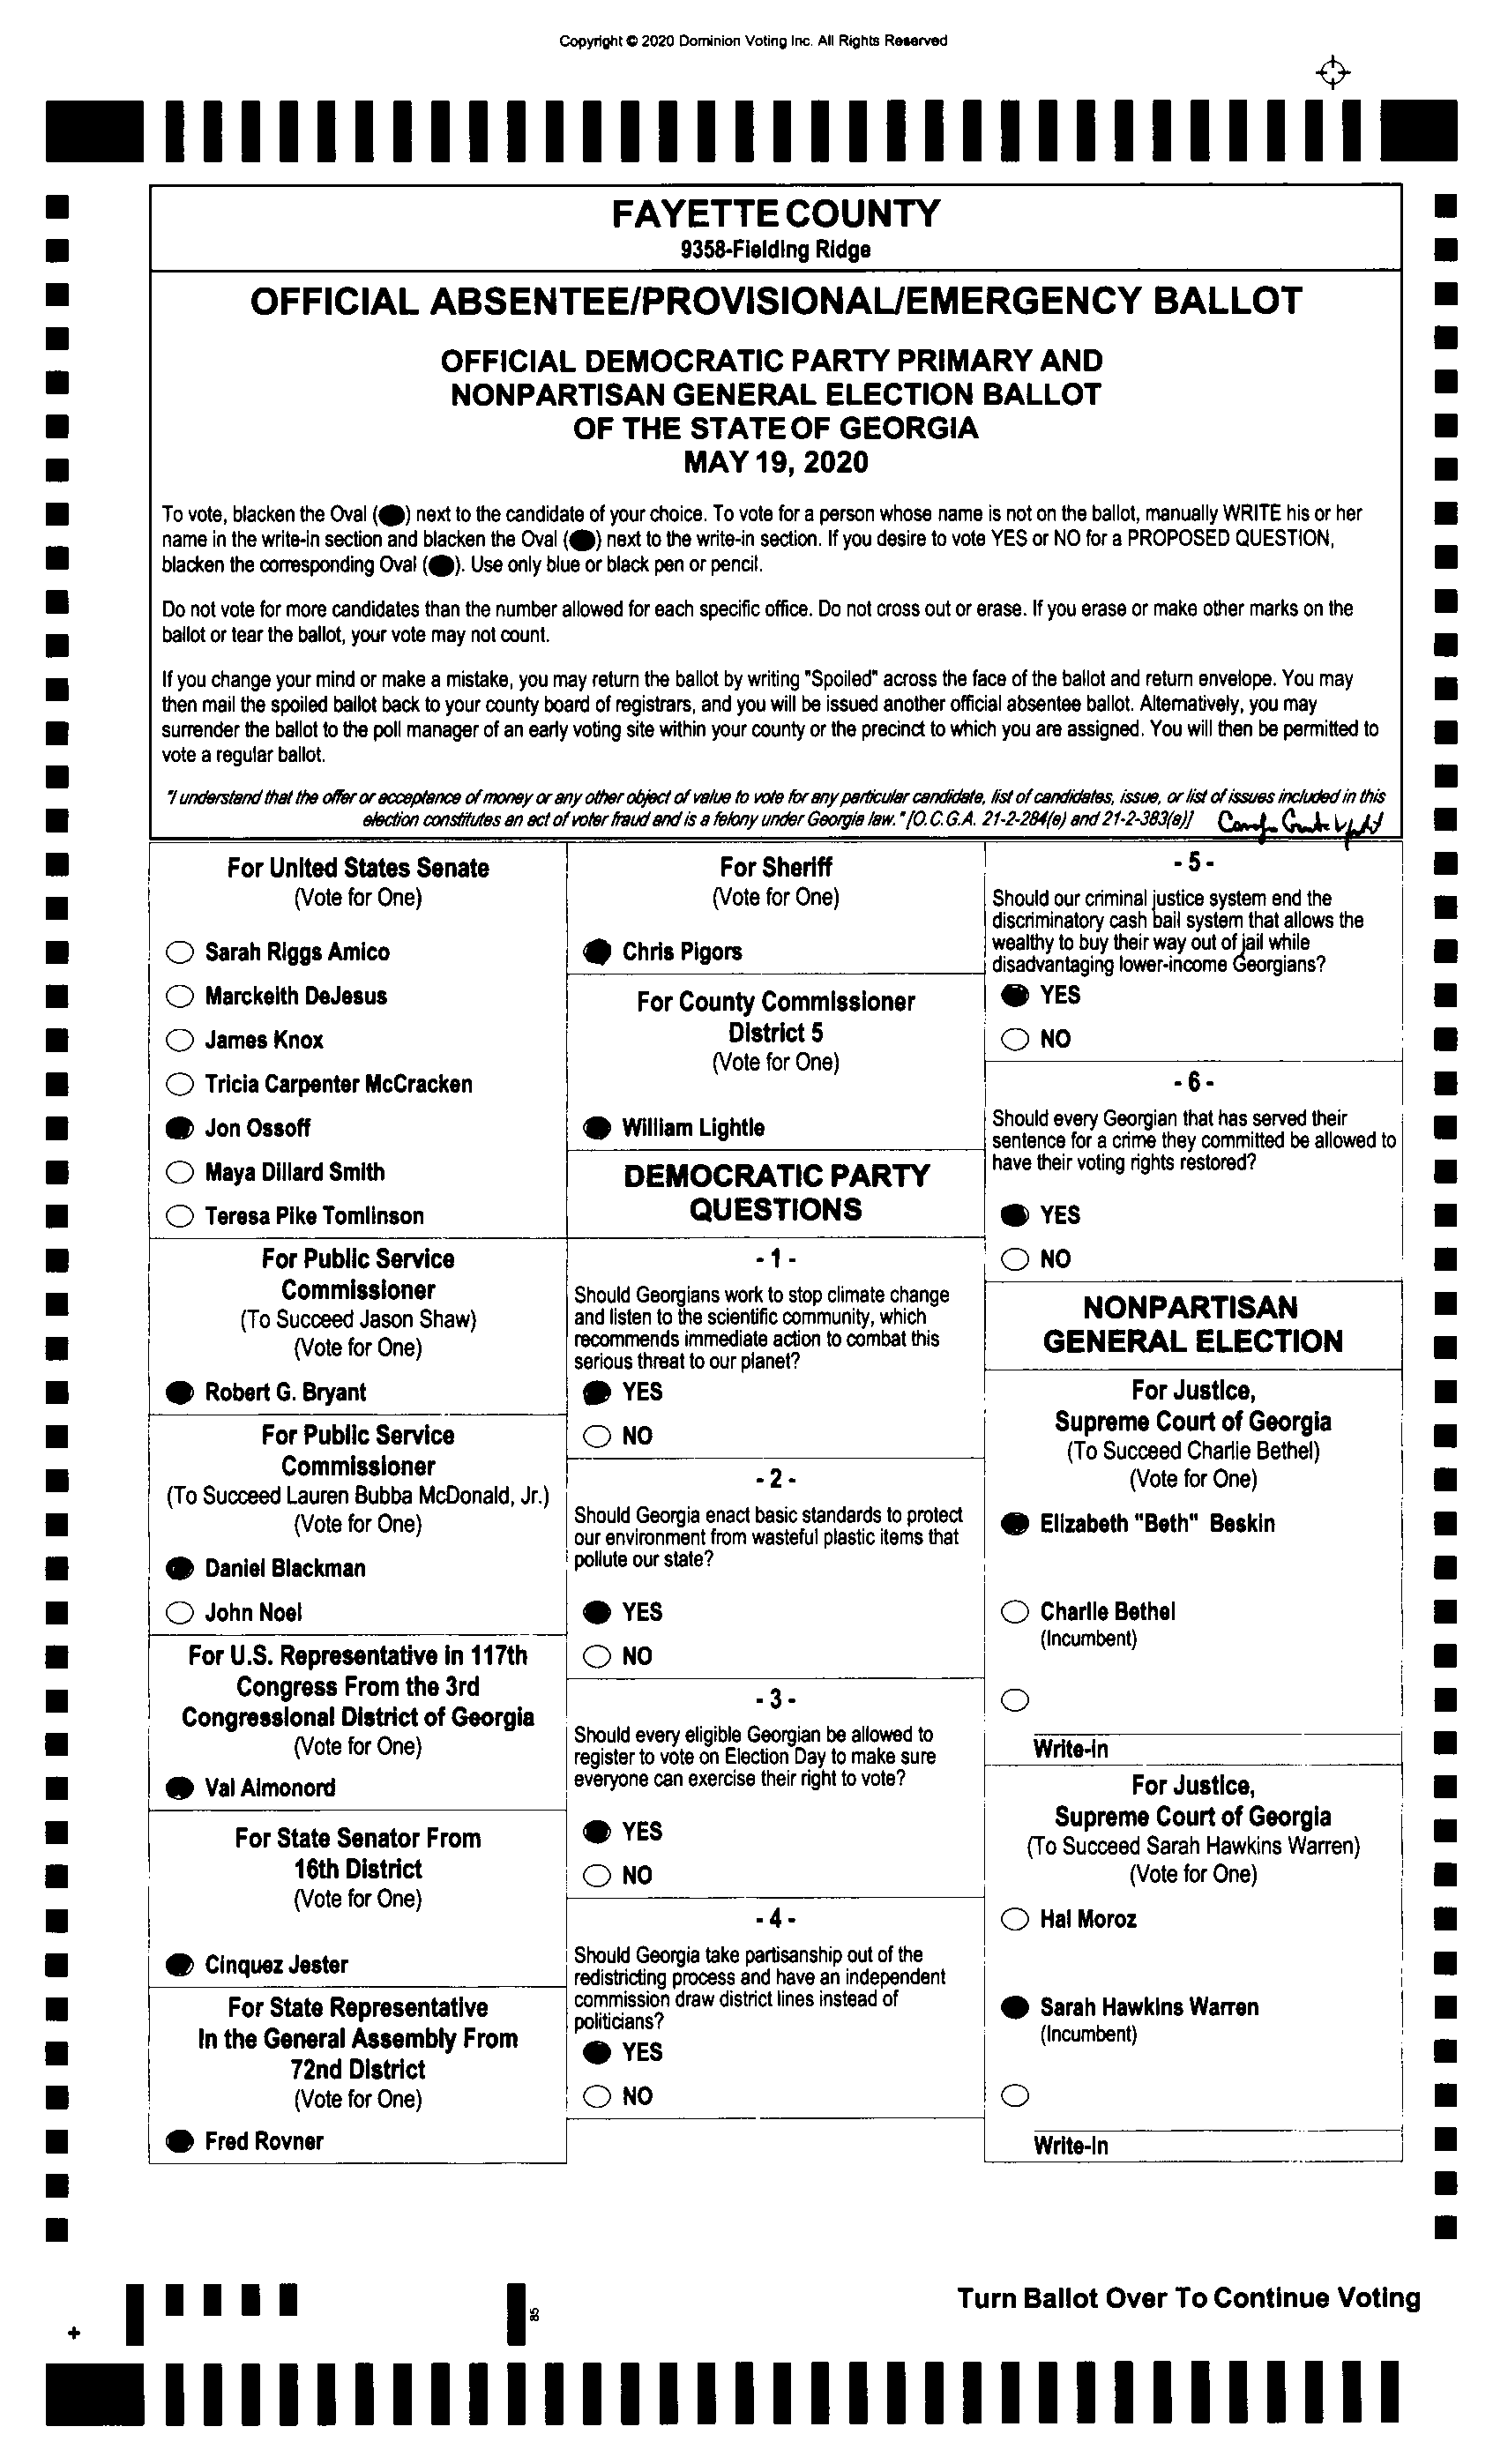 Copyright © 2020 Dominion Voting Inc. All Rights Reserved
FAYETTE COUNTY
9358-Fielding Ridge
OFFICIAL ABSENTEE/PROVISIONAL/EMERGENCY BALLOT
OFFICIAL DEMOCRATIC PARTY PRIMARY AND
NONPARTISAN GENERAL ELECTION BALLOT
OF THE STATE OF GEORGIA
MAY 19, 2020
To vote, blacken the Oval () next to the candidate of your choice. To vote for a person whose name is not on the ballot, manually WRITE his or her
name in the write-in section and blacken the Oval () next to the write-in section. If you desire to vote YES or NO for a PROPOSED QUESTION,
blacken the corresponding Oval (). Use only blue or black pen or pencil.
Do not vote for more candidates than the number allowed for each specific office. Do not cross out or erase. If you erase or make other marks on the
ballot or tear the ballot, your vote may not count.
If you change your mind or make a mistake, you may return the ballot by writing "Spoiled" across the face of the ballot and return envelope. You may
then mail the spoiled ballot back to your county board of registrars, and you will be issued another official absentee ballot. Alternatively, you may
surrender the ballot to the poll manager of an early voting site within your county or the precinct to which you are assigned. You will then be permitted to
vote a regular ballot.
"I understand that the offer or acceptance of money or any other object of value to vote for any particular candidate, list of candidates, issue, or list of issues included in this
election constitutes an act of voter fraud and is a felony under Georgia law." [O.C.G.A. 21-2-284(e) and 21-2-383(a)]
For United States Senate
(Vote for One)
Sarah Riggs Amico
Marckeith DeJesus
James Knox
Tricia Carpenter McCracken
Jon Ossoff
Maya Dillard Smith
Teresa Pike Tomlinson
For Public Service
Commissioner
(To Succeed Jason Shaw)
(Vote for One)
Robert G. Bryant
For Public Service
Commissioner
(To Succeed Lauren Bubba McDonald, Jr.)
(Vote for One)
Daniel Blackman
John Noel
For U.S. Representative in 117th
Congress From the 3rd
Congressional District of Georgia
(Vote for One)
Val Almonord
For State Senator From
16th District
(Vote for One)
Cinquez Jester
For State Representative
In the General Assembly From
72nd District
(Vote for One)
Fred Rovner
For Sheriff
(Vote for One)
Chris Pigors
For County Commissioner
District 5
(Vote for One)
William Lightle
DEMOCRATIC PARTY
QUESTIONS
- 1 -
Should Georgians work to stop climate change
and listen to the scientific community, which
recommends immediate action to combat this
serious threat to our planet?
YES
NO
- 2 -
Should Georgia enact basic standards to protect
our environment from wasteful plastic items that
pollute our state?
YES
NO
- 3 -
Should every eligible Georgian be allowed to
register to vote on Election Day to make sure
everyone can exercise their right to vote?
YES
NO
- 4 -
Should Georgia take partisanship out of the
redistricting process and have an independent
commission draw district lines instead of
politicians?
YES
NO
- 5 -
Should our criminal justice system end the
discriminatory cash bail system that allows the
wealthy to buy their way out of jail while
disadvantaging lower-income Georgians?
YES
NO
- 6 -
Should every Georgian that has served their
sentence for a crime they committed be allowed to
have their voting rights restored?
YES
NO
NONPARTISAN
GENERAL ELECTION
For Justice,
Supreme Court of Georgia
(To Succeed Charlie Bethel)
(Vote for One)
Elizabeth "Beth" Beskin
Charlie Bethel
(Incumbent)
Write-in
For Justice,
Supreme Court of Georgia
(To Succeed Sarah Hawkins Warren)
(Vote for One)
Hal Moroz
Sarah Hawkins Warren
(Incumbent)
Write-in
85
Turn Ballot Over To Continue Voting